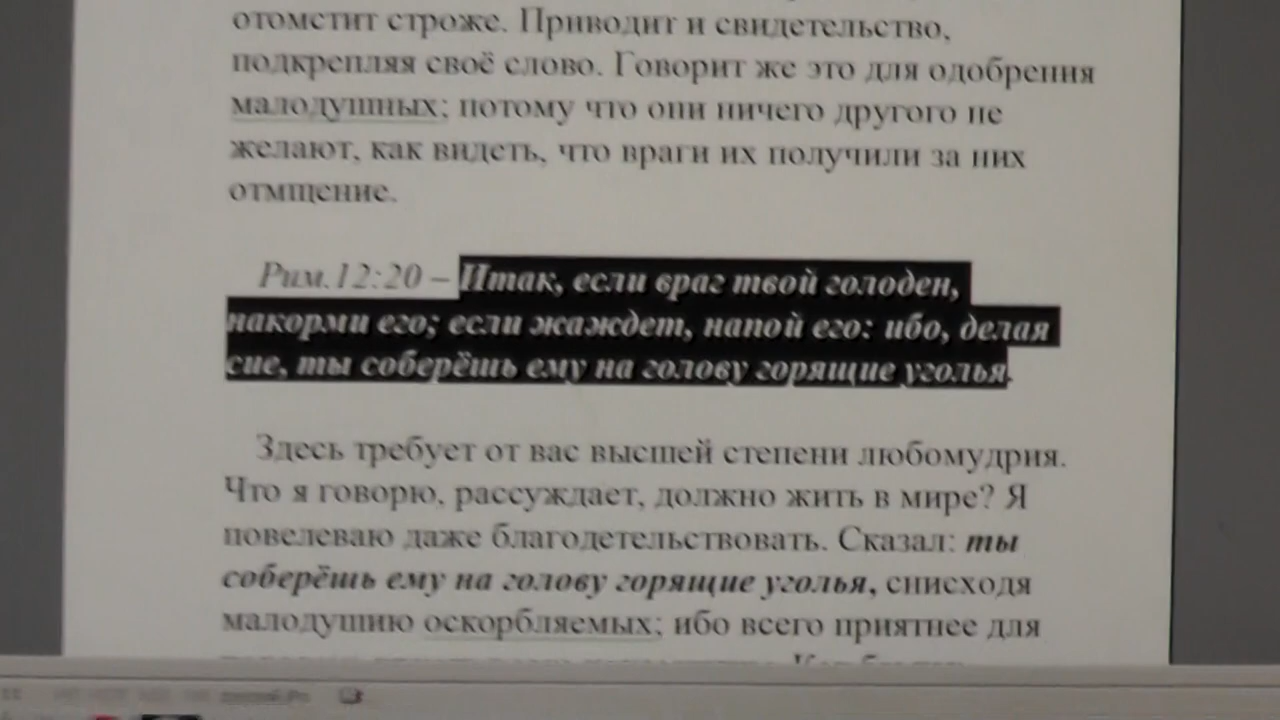 отомстит строже. Приводит и свидетельство,
подкрепляя своё слово. Говорит же это для одобрения
малодушных; потому что они ничего другого не
желают, как видеть, что враги их получили за них
отмщение.
Рим.12:20 – Итак, если враг твой голоден,
накорми его; если жаждет, напой его: ибо, делая
сие, ты соберёшь ему на голову горящие уголья.
Здесь требует от вас высшей степени любомудрия.
Что я говорю, рассуждает, должно жить в мире? Я
повелеваю даже благодетельствовать. Сказал: ты
соберёшь ему на голову горящие уголья, снисходя
малодушию оскорбляемых; ибо всего приятнее для